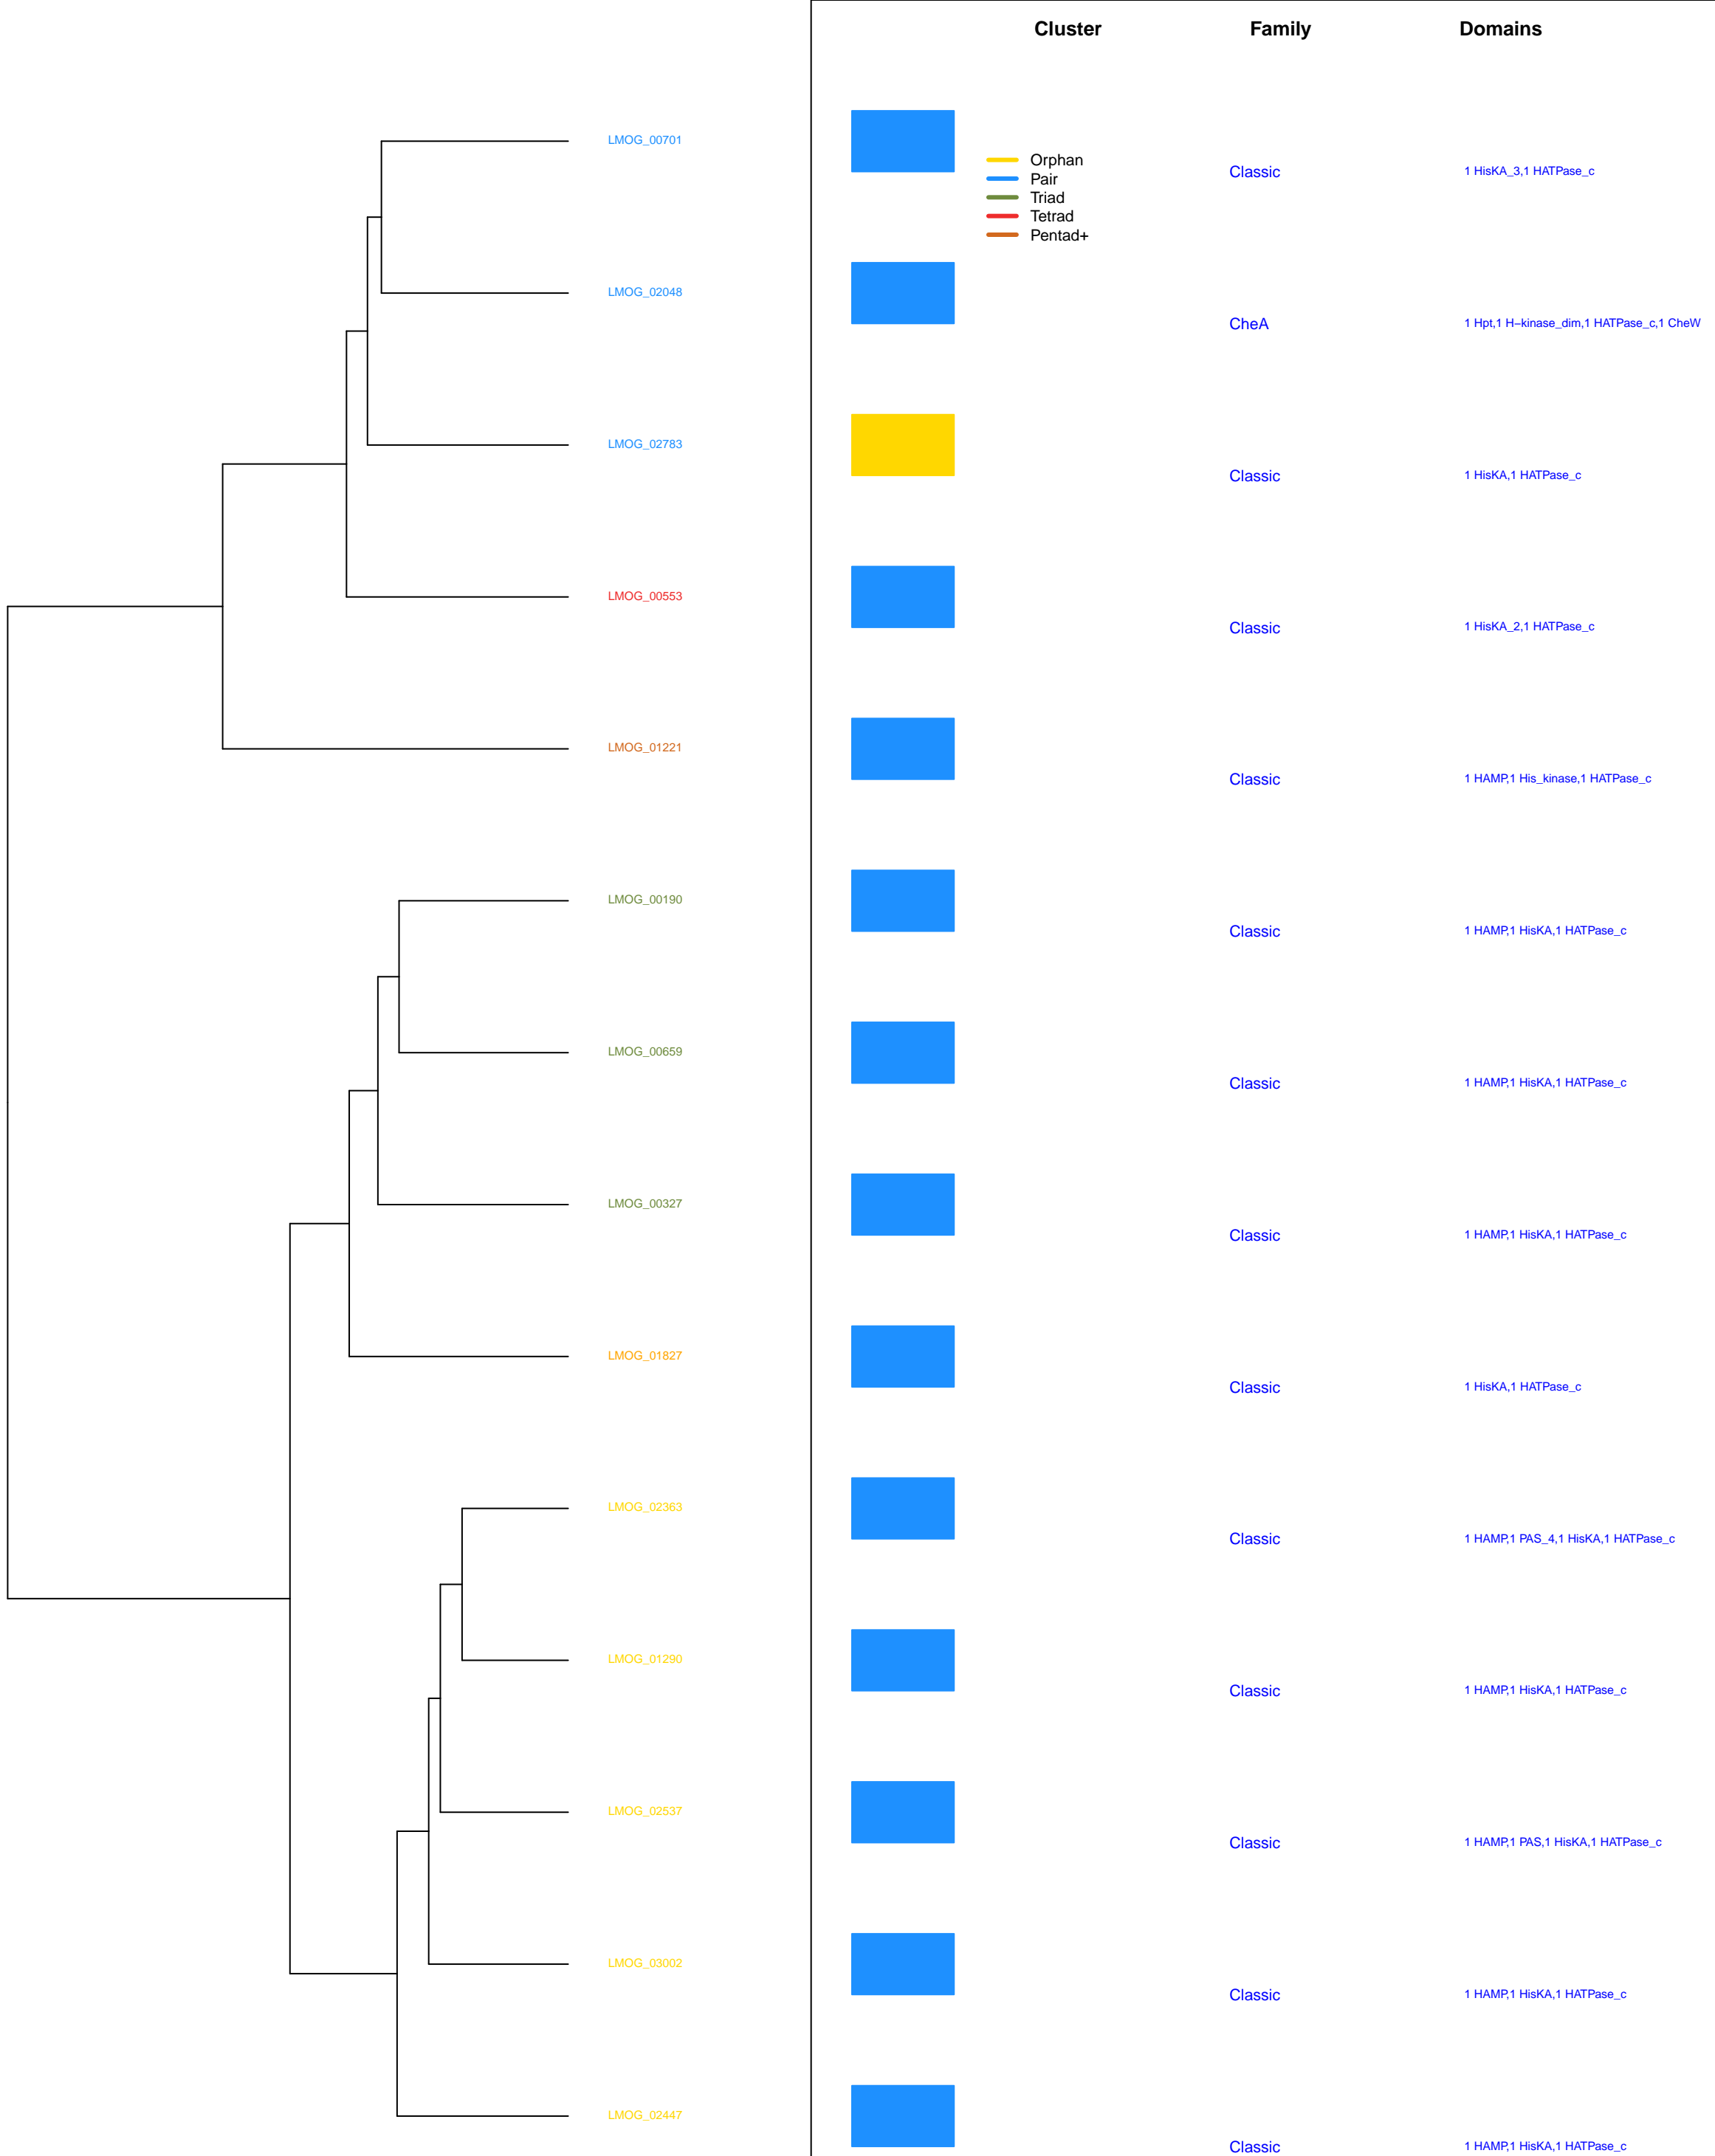 Cluster Family Domains
LMOG_00701
Orphan
Pair
Triad
Tetrad
Pentad+
Classic 1 HisKA_3,1 HATPase_c
LMOG_02048
CheA 1 Hpt,1 H−kinase_dim,1 HATPase_c,1 CheW
LMOG_02783
Classic 1 HisKA,1 HATPase_c
LMOG_00553
Classic 1 HisKA_2,1 HATPase_c
LMOG_01221
Classic 1 HAMP,1 His_kinase,1 HATPase_c
LMOG_00190
Classic 1 HAMP,1 HisKA,1 HATPase_c
LMOG_00659
Classic 1 HAMP,1 HisKA,1 HATPase_c
LMOG_00327
Classic 1 HAMP,1 HisKA,1 HATPase_c
LMOG_01827
Classic 1 HisKA,1 HATPase_c
LMOG_02363
Classic 1 HAMP,1 PAS_4,1 HisKA,1 HATPase_c
LMOG_01290
Classic 1 HAMP,1 HisKA,1 HATPase_c
LMOG_02537
Classic 1 HAMP,1 PAS,1 HisKA,1 HATPase_c
LMOG_03002
Classic 1 HAMP,1 HisKA,1 HATPase_c
LMOG_02447
Classic 1 HAMP,1 HisKA,1 HATPase_c